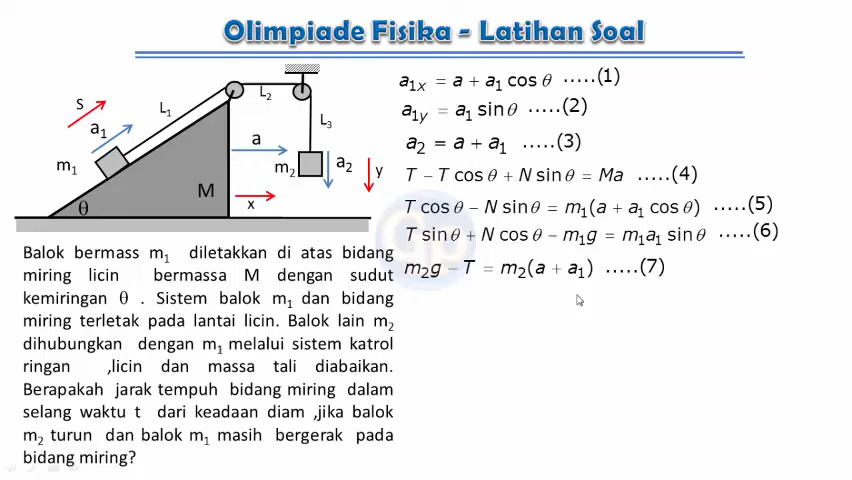 Olimpiade Fisika - Latihan Soal
S
L₁
L₂
L₃
a₁
m₁
a
m₂
a₂
y
M
x
θ
Balok bermass m₁ diletakkan di atas bidang
miring licin bermassa M dengan sudut
kemiringan θ . Sistem balok m₁ dan bidang
miring terletak pada lantai licin. Balok lain m₂
dihubungkan dengan m₁ melalui sistem katrol
ringan ,licin dan massa tali diabaikan.
Berapakah jarak tempuh bidang miring dalam
selang waktu t dari keadaan diam ,jika balok
m₂ turun dan balok m₁ masih bergerak pada
bidang miring?
a₁ₓ = a + a₁ cos θ .....(1)
a₁y = a₁ sin θ .....(2)
a₂ = a + a₁ .....(3)
T − T cos θ + N sin θ = Ma .....(4)
T cos θ − N sin θ = m₁(a + a₁ cos θ) .....(5)
T sin θ + N cos θ − m₁g = m₁a₁ sin θ .....(6)
m₂g − T = m₂(a + a₁) .....(7)